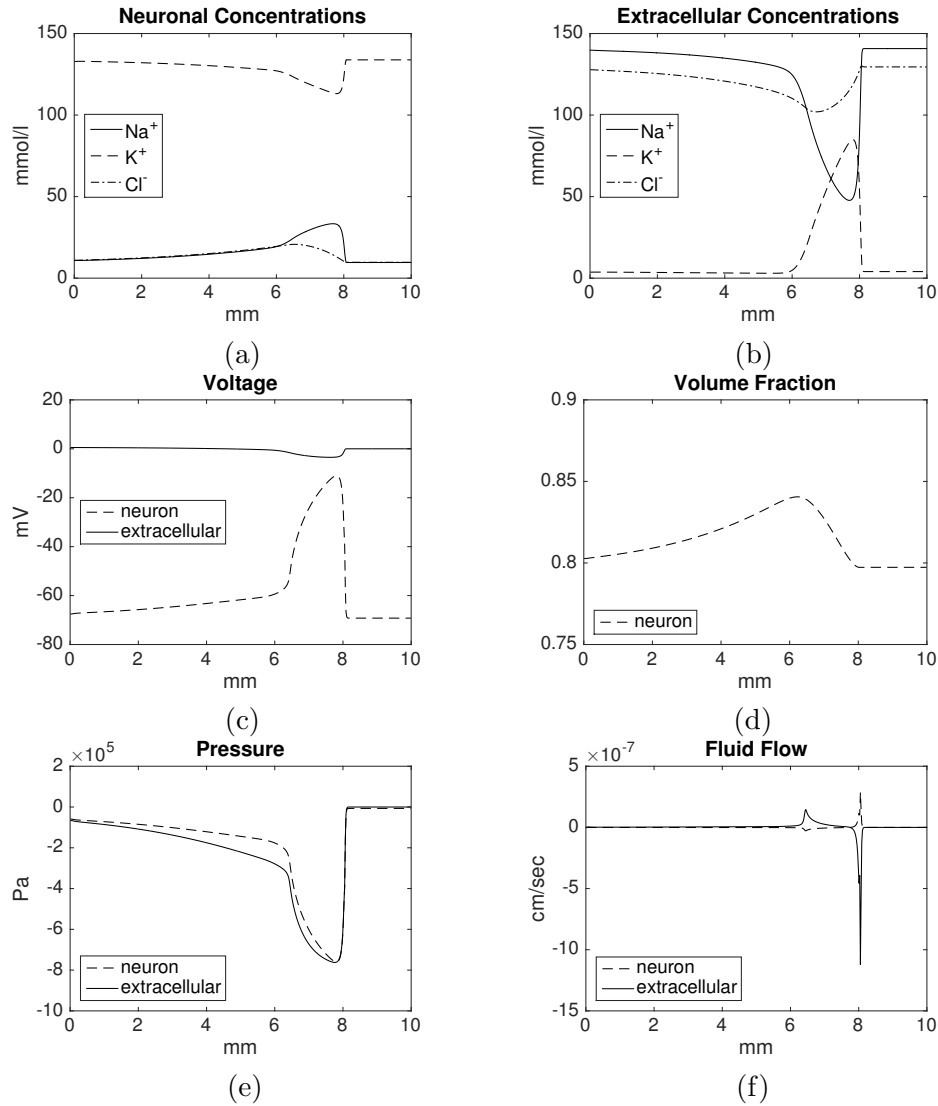 Neuronal Concentrations
150
100
50
0
mmol/l
Na⁺
K⁺
Cl⁻
0 2 4 6 8 10
mm
(a)
Extracellular Concentrations
150
100
50
0
mmol/l
Na⁺
K⁺
Cl⁻
0 2 4 6 8 10
mm
(b)
Voltage
20
0
-20
-40
-60
-80
mV
neuron
extracellular
0 2 4 6 8 10
mm
(c)
Volume Fraction
0.9
0.85
0.8
0.75
neuron
0 2 4 6 8 10
mm
(d)
Pressure
×10⁵
2
0
-2
-4
-6
-8
-10
Pa
neuron
extracellular
0 2 4 6 8 10
mm
(e)
Fluid Flow
×10⁻⁷
5
0
-5
-10
-15
cm/sec
neuron
extracellular
0 2 4 6 8 10
mm
(f)